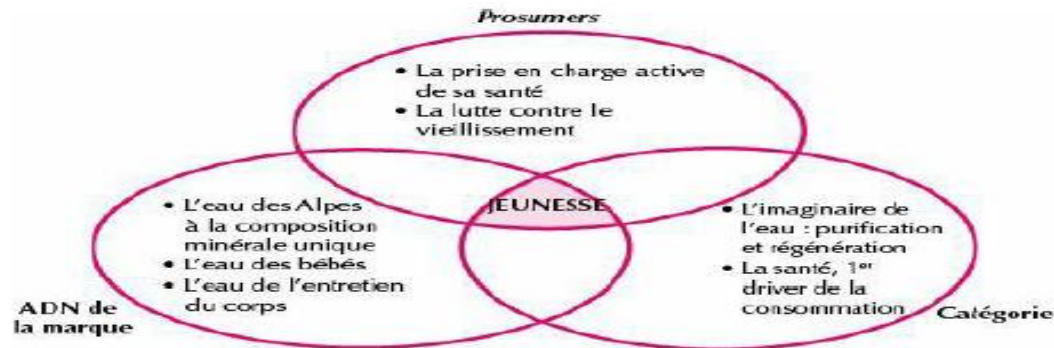 Prosumers
• La prise en charge active
de sa santé
• La lutte contre le
vieillissement
JEUNESSE
• L'eau des Alpes
à la composition
minérale unique
• L'eau des bébés
• L'eau de l'entretien
du corps
• L'imaginaire de
l'eau : purification
et régénération
• La santé, 1er
driver de la
consommation
ADN de
la marque
Catégorie